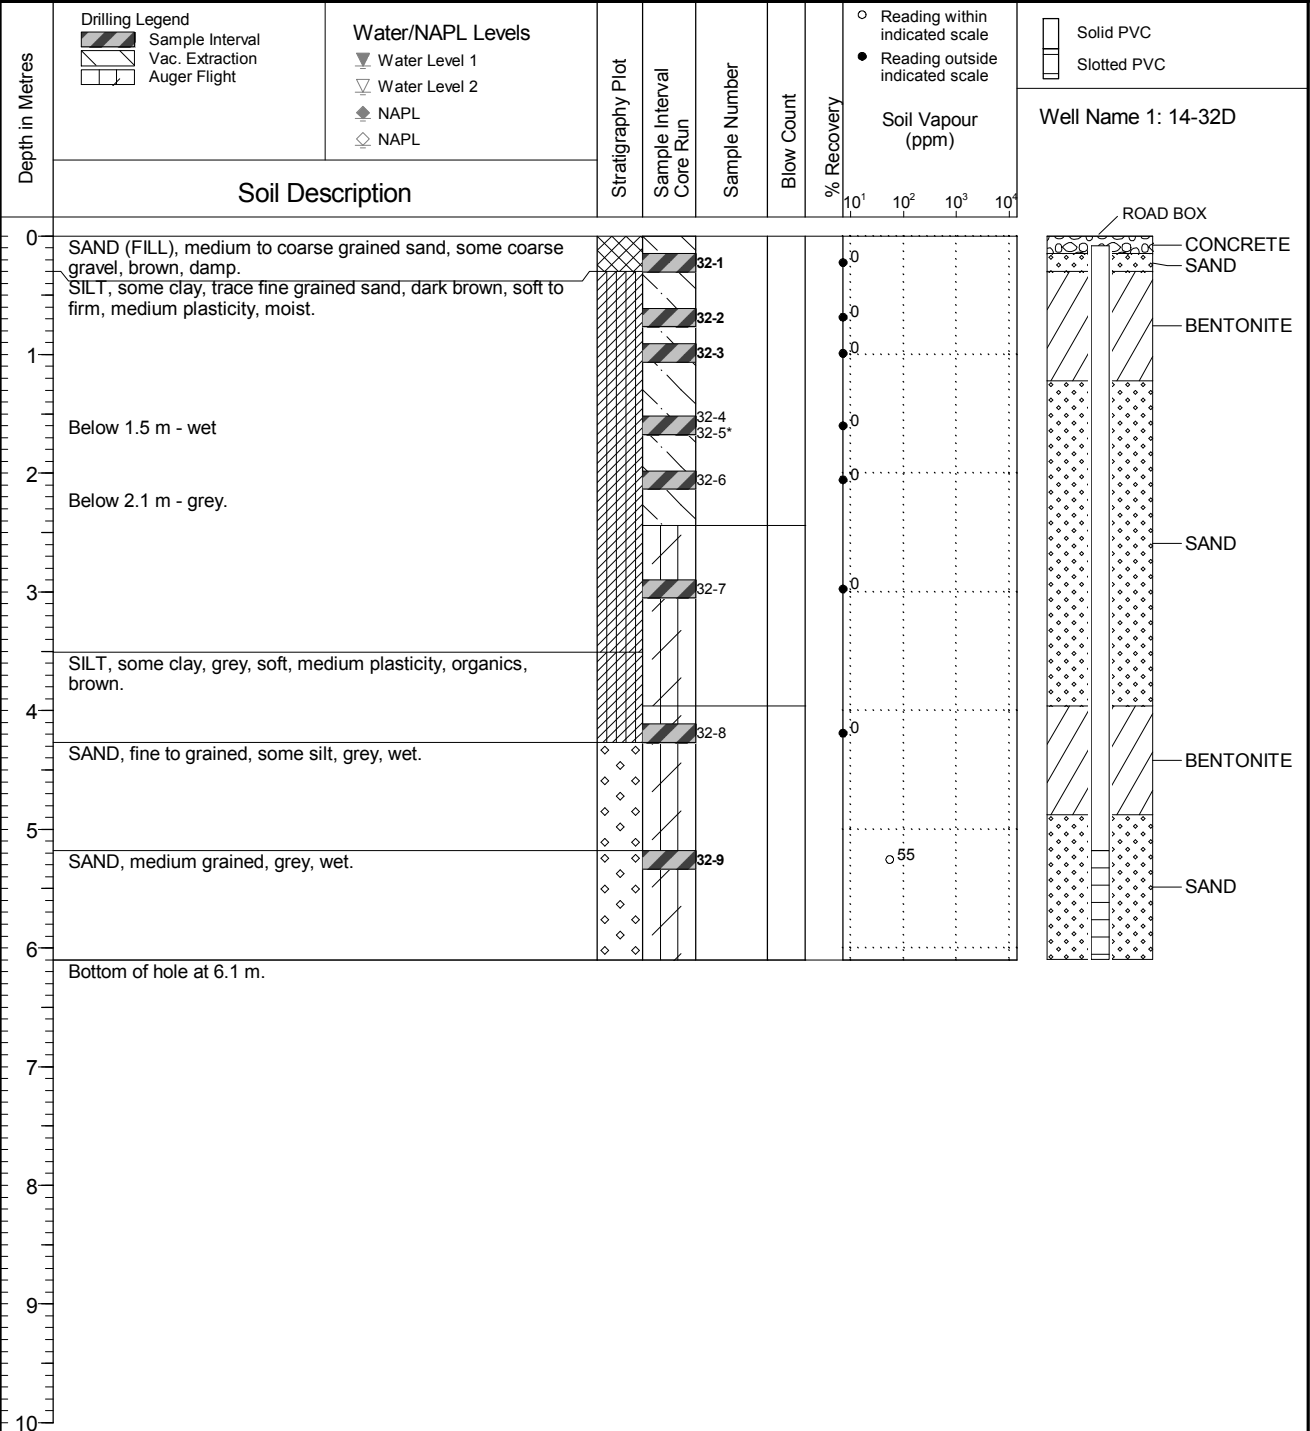 Drilling Legend
Sample Interval
Vac. Extraction
Auger Flight
Water/NAPL Levels
Water Level 1
Water Level 2
NAPL
NAPL
Depth in Metres
Soil Description
Stratigraphy Plot
Sample Interval
Core Run
Sample Number
Blow Count
% Recovery
Reading within
indicated scale
Reading outside
indicated scale
Soil Vapour
(ppm)
10¹ 10² 10³ 10⁴
Solid PVC
Slotted PVC
Well Name 1: 14-32D
ROAD BOX
CONCRETE
SAND
BENTONITE
SAND
BENTONITE
SAND
0
SAND (FILL), medium to coarse grained sand, some coarse
gravel, brown, damp.
SILT, some clay, trace fine grained sand, dark brown, soft to
firm, medium plasticity, moist.
32-1
0
32-2
0
1
32-3
0
Below 1.5 m - wet
32-4
32-5*
0
2
32-6
0
Below 2.1 m - grey.
3
32-7
0
SILT, some clay, grey, soft, medium plasticity, organics,
brown.
4
32-8
0
SAND, fine to grained, some silt, grey, wet.
5
SAND, medium grained, grey, wet.
32-9
55
6
Bottom of hole at 6.1 m.
7
8
9
10